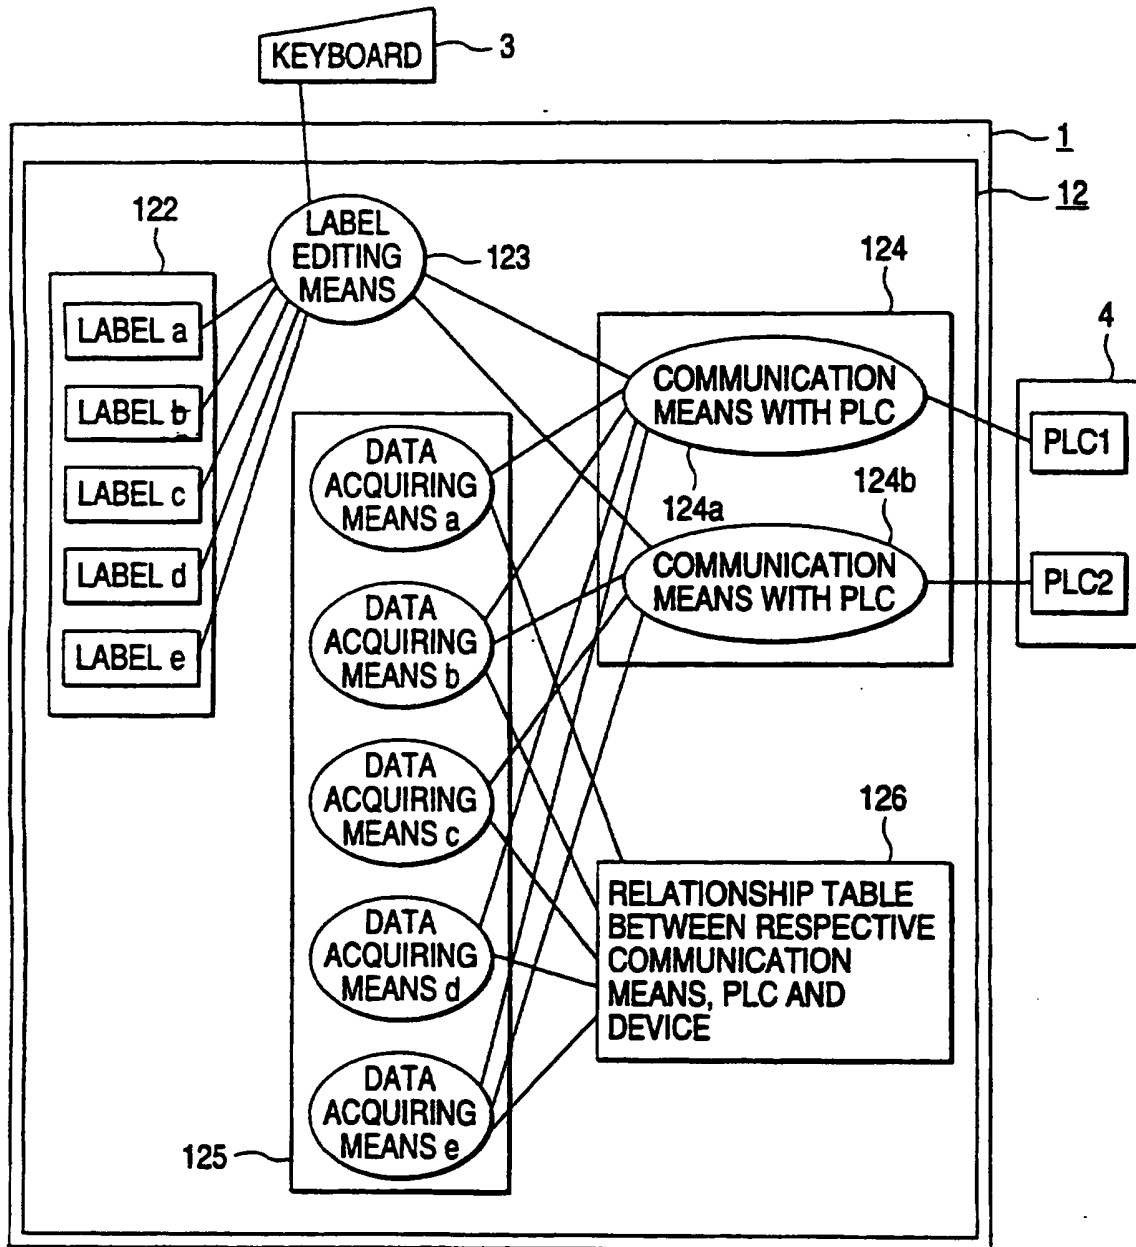 KEYBOARD
3
1
12
122
LABEL
EDITING
MEANS
123
124
4
LABEL a
LABEL b
LABEL c
LABEL d
LABEL e
COMMUNICATION
MEANS WITH PLC
124a
124b
COMMUNICATION
MEANS WITH PLC
PLC1
PLC2
DATA
ACQUIRING
MEANS a
DATA
ACQUIRING
MEANS b
DATA
ACQUIRING
MEANS c
DATA
ACQUIRING
MEANS d
DATA
ACQUIRING
MEANS e
125
126
RELATIONSHIP TABLE
BETWEEN RESPECTIVE
COMMUNICATION
MEANS, PLC AND
DEVICE